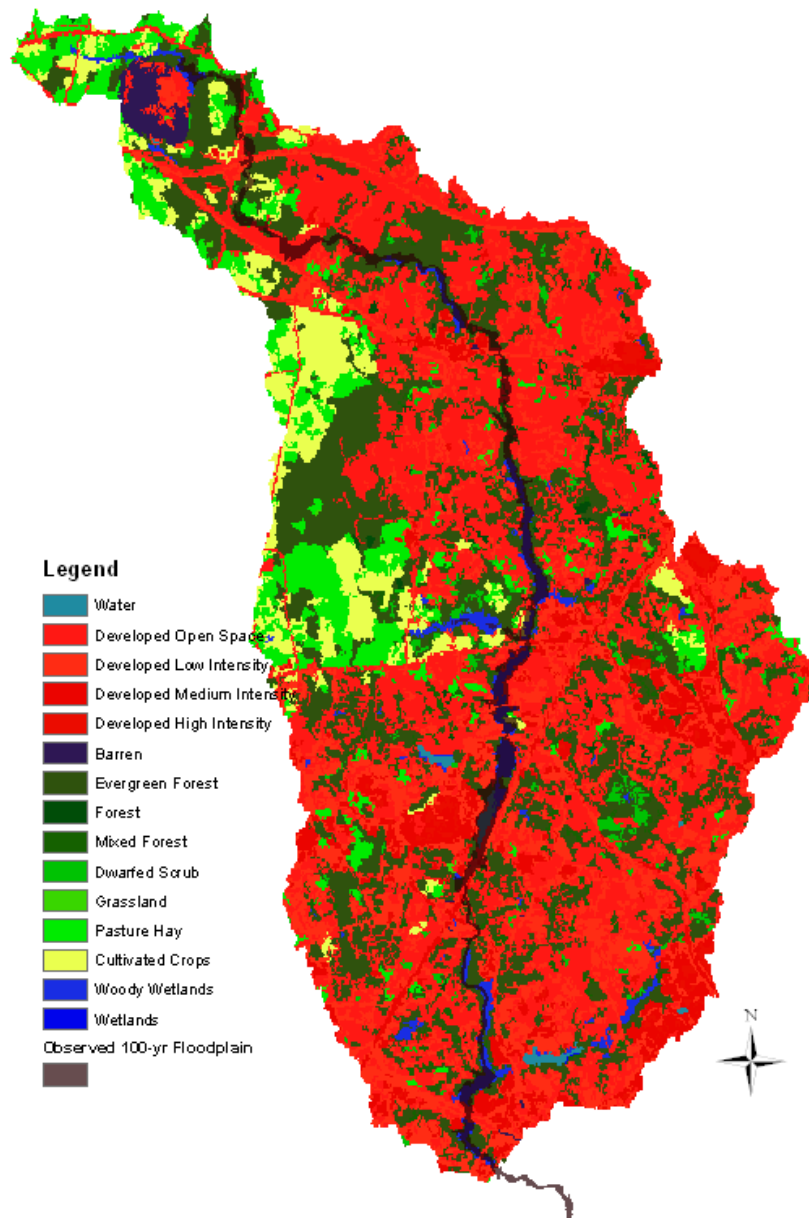 Legend
Water
Developed Open Space
Developed Low Intensity
Developed Medium Intensity
Developed High Intensity
Barren
Evergreen Forest
Forest
Mixed Forest
Dwarfed Scrub
Grassland
Pasture Hay
Cultivated Crops
Woody Wetlands
Wetlands
Observed 100-yr Floodplain
N